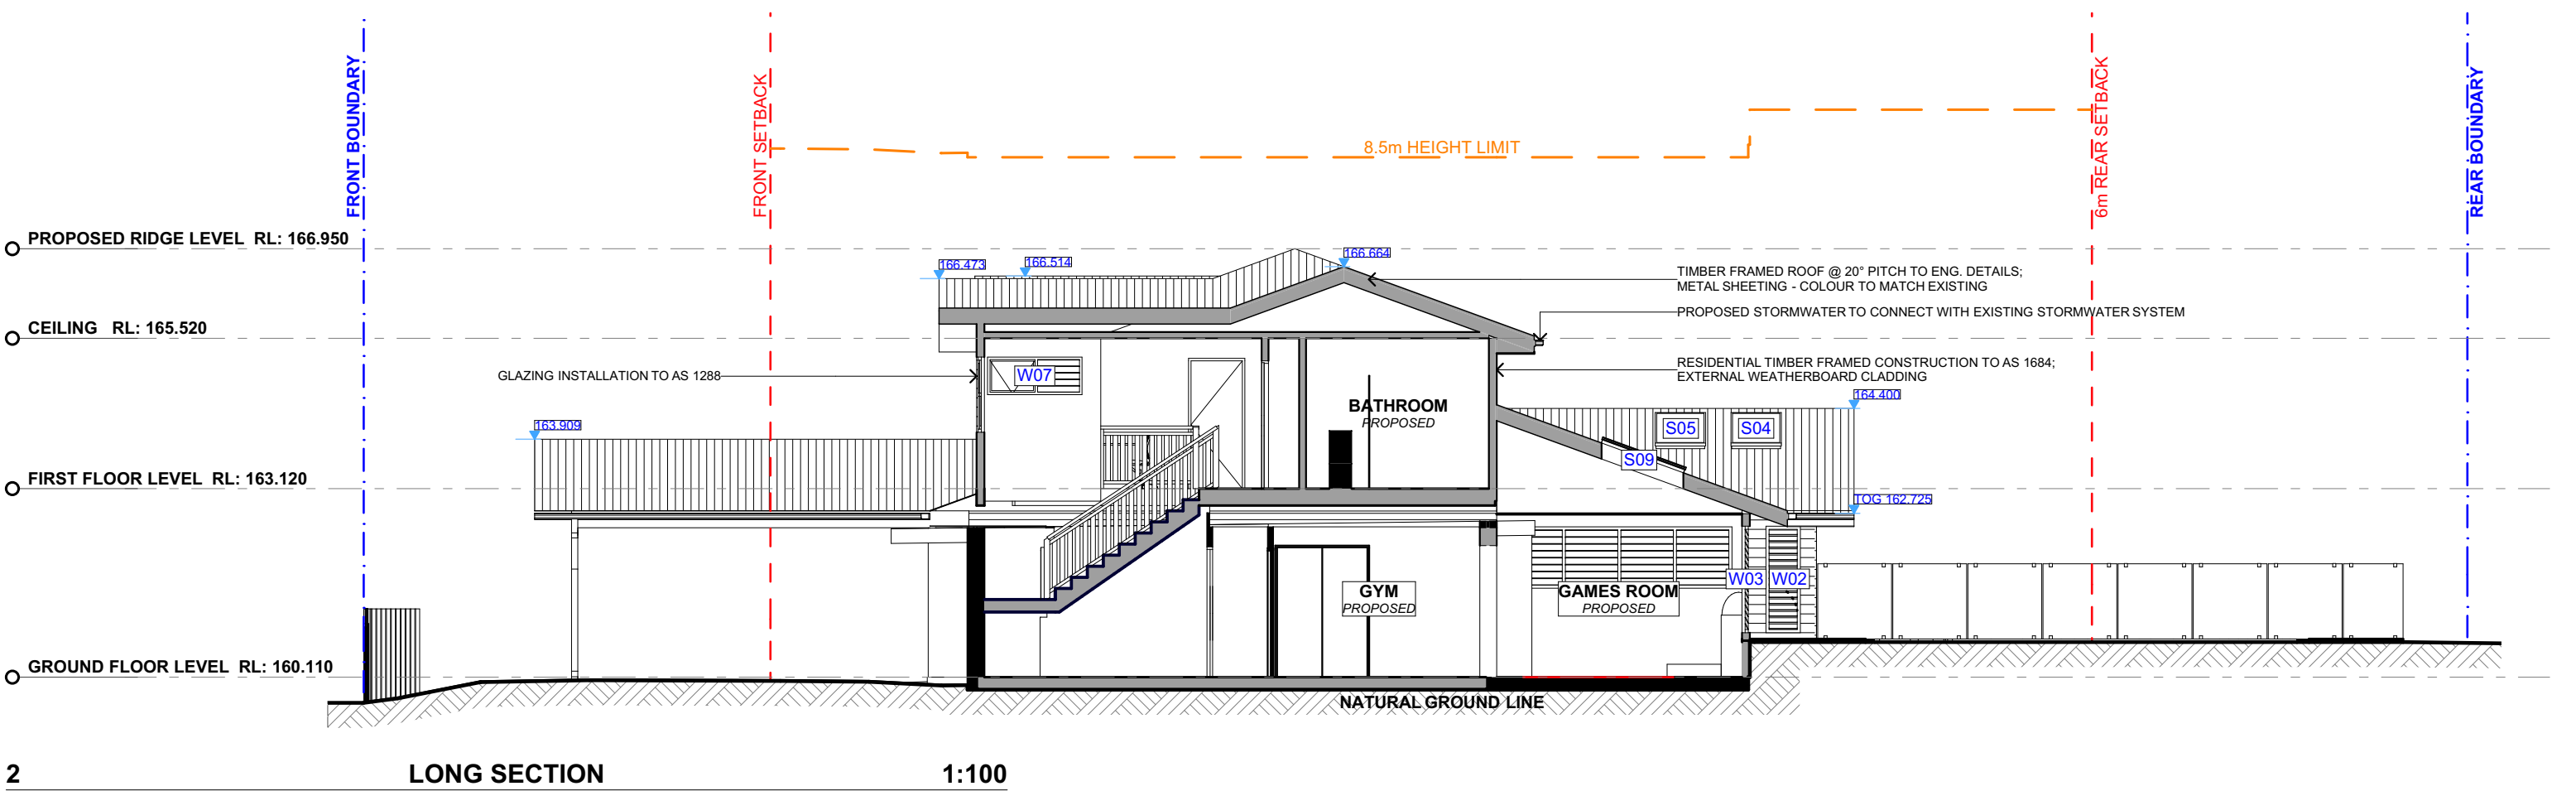 FRONT BOUNDARY
FRONT SETBACK
6m REAR SETBACK
REAR BOUNDARY
8.5m HEIGHT LIMIT
PROPOSED RIDGE LEVEL RL: 166.950
166.473
166.514
166.664
TIMBER FRAMED ROOF @ 20° PITCH TO ENG. DETAILS;
METAL SHEETING - COLOUR TO MATCH EXISTING
PROPOSED STORMWATER TO CONNECT WITH EXISTING STORMWATER SYSTEM
CEILING RL: 165.520
GLAZING INSTALLATION TO AS 1288
W07
RESIDENTIAL TIMBER FRAMED CONSTRUCTION TO AS 1684;
EXTERNAL WEATHERBOARD CLADDING
BATHROOM
PROPOSED
164.400
163.909
S05
S04
S09
FIRST FLOOR LEVEL RL: 163.120
TOG 162.725
GYM
PROPOSED
GAMES ROOM
PROPOSED
W03
W02
GROUND FLOOR LEVEL RL: 160.110
NATURAL GROUND LINE
2 LONG SECTION 1:100